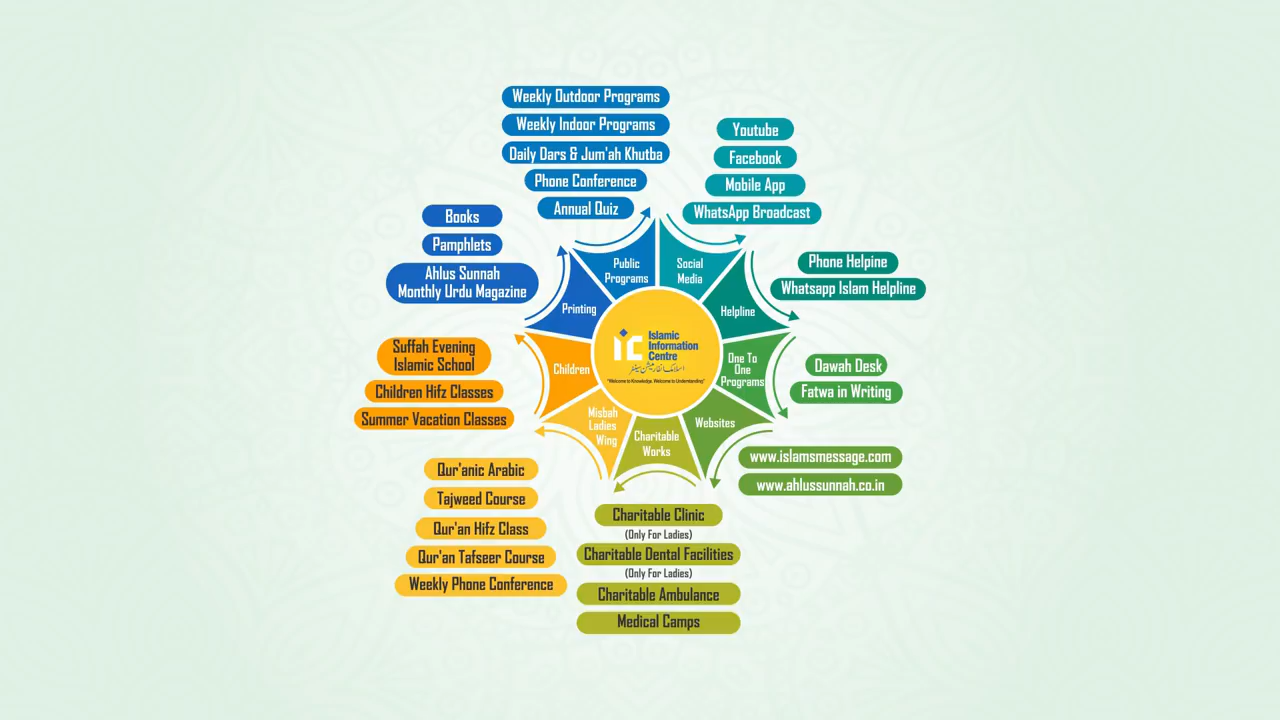 Weekly Outdoor Programs
Weekly Indoor Programs
Daily Dars & Jum'ah Khutba
Phone Conference
Annual Quiz
Youtube
Facebook
Mobile App
WhatsApp Broadcast
Books
Pamphlets
Ahlus Sunnah
Monthly Urdu Magazine
Phone Helpine
Whatsapp Islam Helpline
Public
Programs
Social
Media
Printing
Helpline
Children
One To
One
Programs
Misbah
Ladies
Wing
Charitable
Works
Websites
Islamic
Information
Centre
اسلامک انفارمیشن سینٹر
"Welcome to Knowledge, Welcome to Understanding"
Suffah Evening
Islamic School
Children Hifz Classes
Summer Vacation Classes
Dawah Desk
Fatwa in Writing
www.islamsmessage.com
www.ahlussunnah.co.in
Qur'anic Arabic
Tajweed Course
Qur'an Hifz Class
Qur'an Tafseer Course
Weekly Phone Conference
Charitable Clinic
(Only For Ladies)
Charitable Dental Facilities
(Only For Ladies)
Charitable Ambulance
Medical Camps